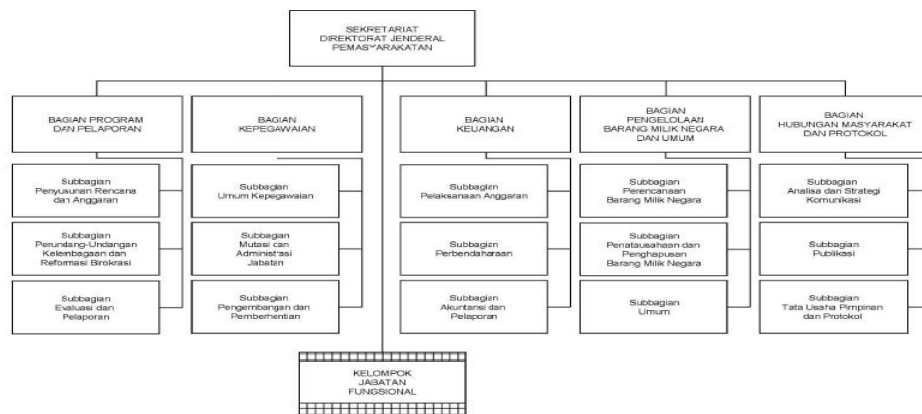 SEKRETARIAT
DIREKTORAT JENDERAL
PEMASYARAKATAN
BAGIAN PROGRAM
DAN PELAPORAN
BAGIAN
KEPEGAWAIAN
BAGIAN
KEUANGAN
BAGIAN
PENGELOLAAN
BARANG MILIK NEGARA
DAN UMUM
BAGIAN
HUBUNGAN MASYARAKAT
DAN PROTOKOL
Subbagian
Penyusunan Rencana
dan Anggaran
Subbagian
Umum Kepegawaian
Subbagian
Pelaksanaan Anggaran
Subbagian
Perencanaan
Barang Milik Negara
Subbagian
Analisa dan Strategi
Komunikasi
Subbagian
Perundang-Undangan
Kelembagaan dan
Reformasi Birokrasi
Subbagian
Mutasi dan
Administrasi
Jabatan
Subbagian
Perbendaharaan
Subbagian
Penatausahaan dan
Penghapusan
Barang Milik Negara
Subbagian
Publikasi
Subbagian
Evaluasi dan
Pelaporan
Subbagian
Pengembangan dan
Pemberhentian
Subbagian
Akuntansi dan
Pelaporan
Subbagian
Umum
Subbagian
Tata Usaha Pimpinan
dan Protokol
KELOMPOK
JABATAN
FUNGSIONAL